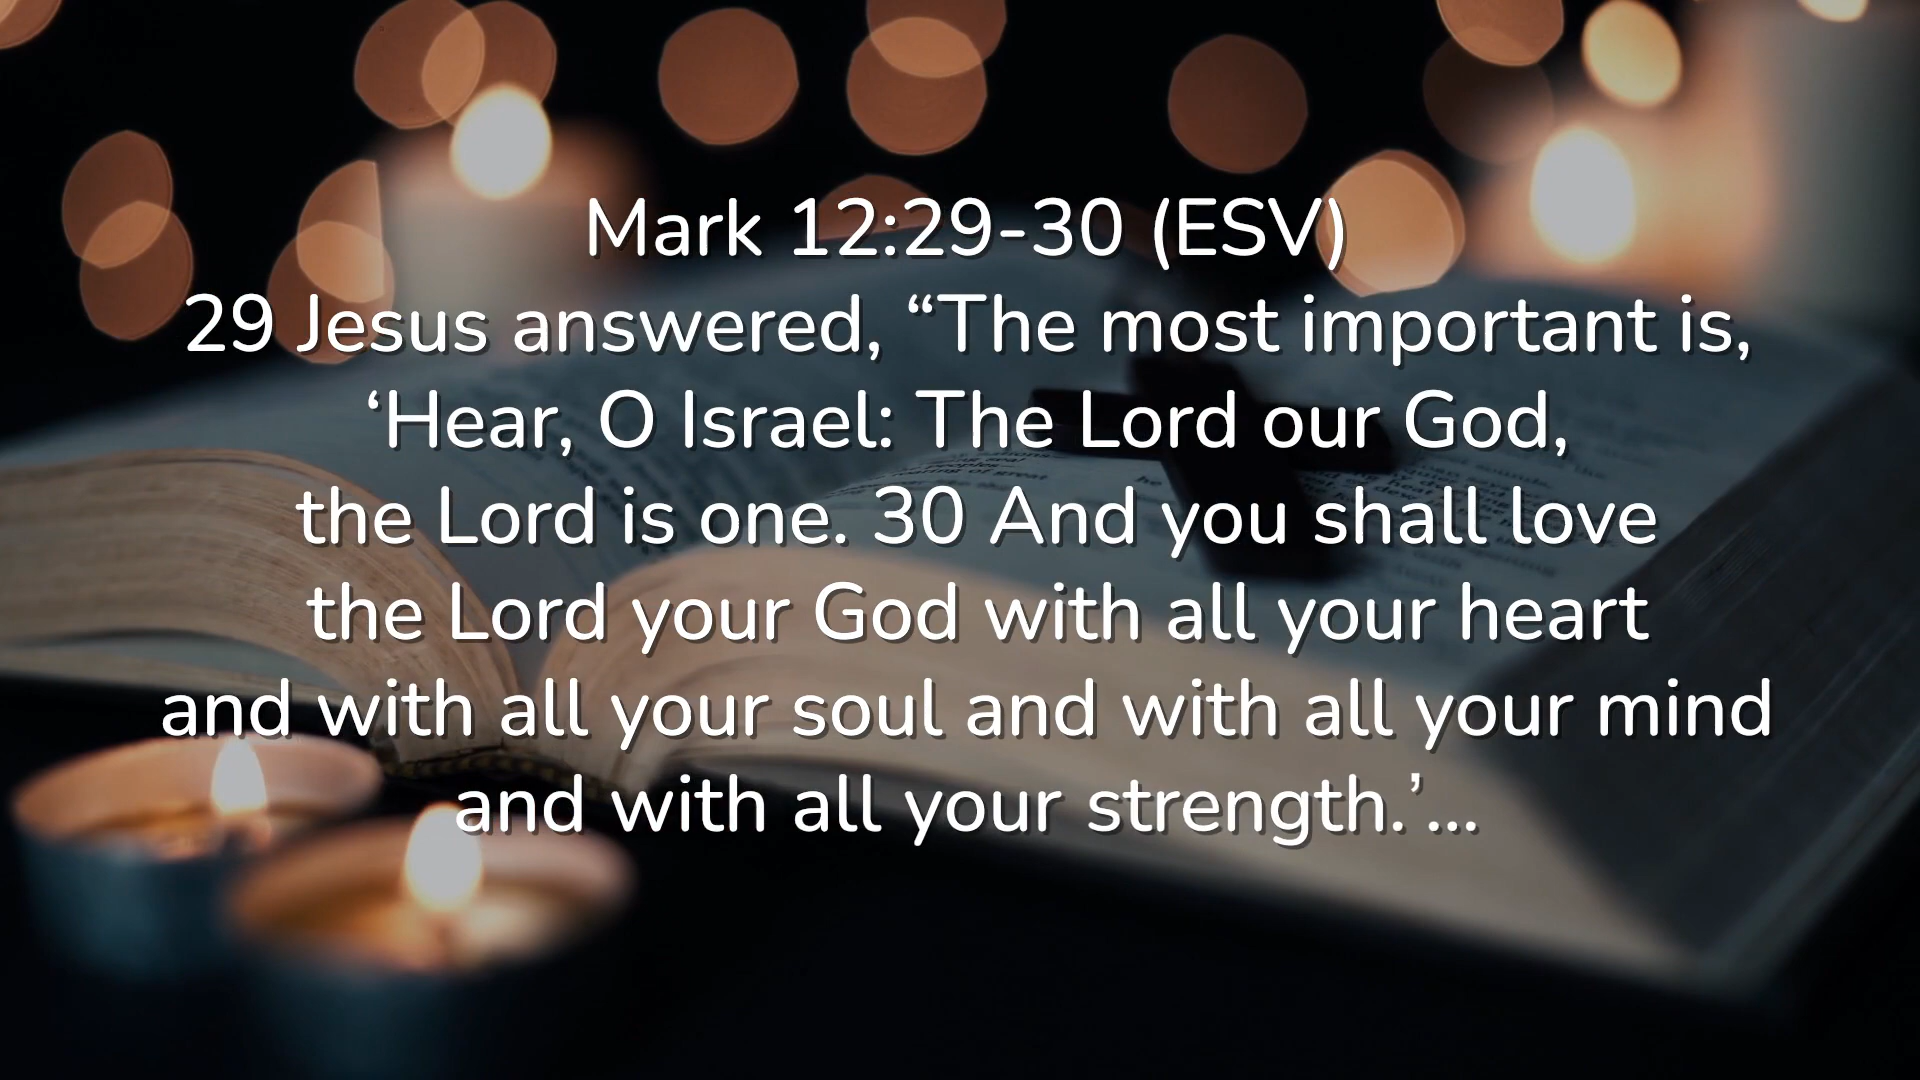 Mark 12:29-30 (ESV)
29 Jesus answered, “The most important is,
‘Hear, O Israel: The Lord our God,
the Lord is one. 30 And you shall love
the Lord your God with all your heart
and with all your soul and with all your mind
and with all your strength.’...